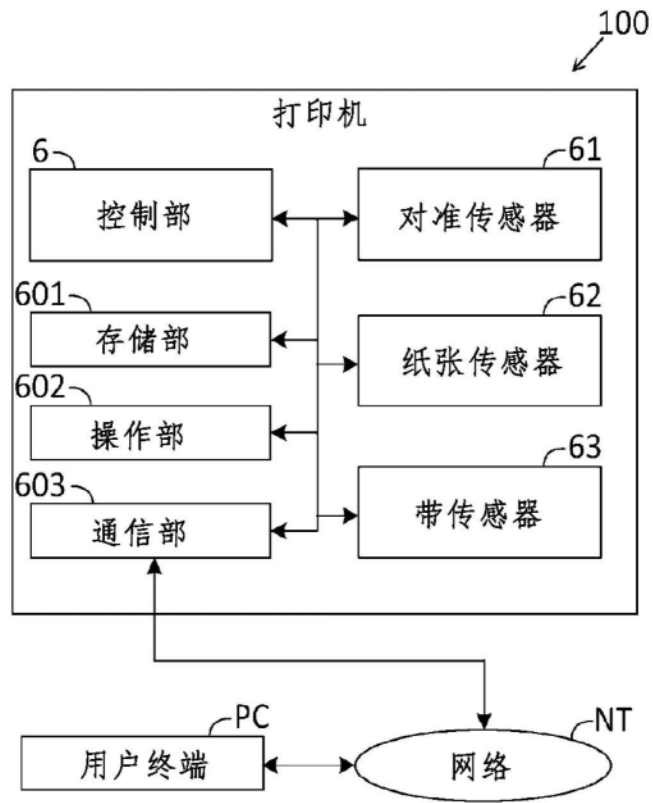 100
打印机
6
控制部
61
对准传感器
601
存储部
62
纸张传感器
602
操作部
603
通信部
63
带传感器
PC
用户终端
NT
网络